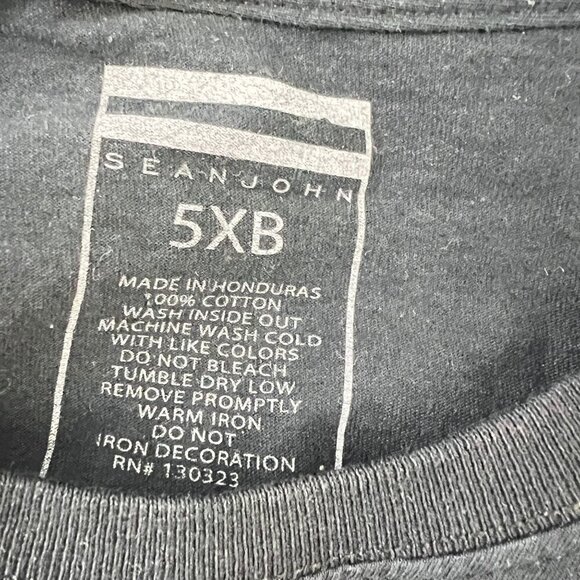 SEANJOHN
5XB
MADE IN HONDURAS
100% COTTON
WASH INSIDE OUT
MACHINE WASH COLD
WITH LIKE COLORS
DO NOT BLEACH
TUMBLE DRY LOW
REMOVE PROMPTLY
WARM IRON
DO NOT
IRON DECORATION
RN# 130323